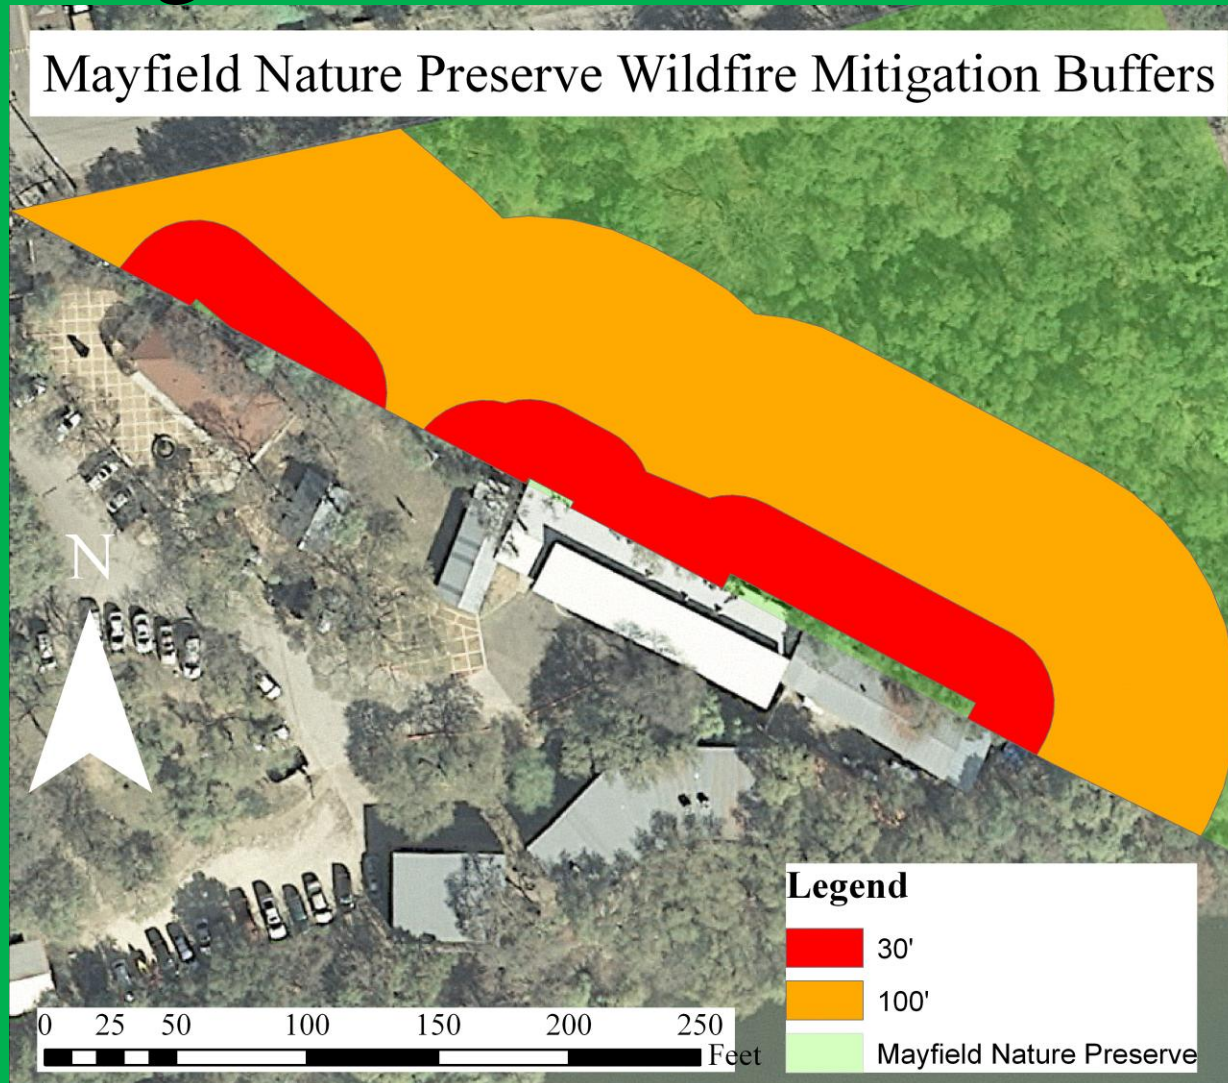 Mayfield Nature Preserve Wildfire Mitigation Buffers
N
Legend
30'
100'
Mayfield Nature Preserve
0 25 50 100 150 200 250
Feet